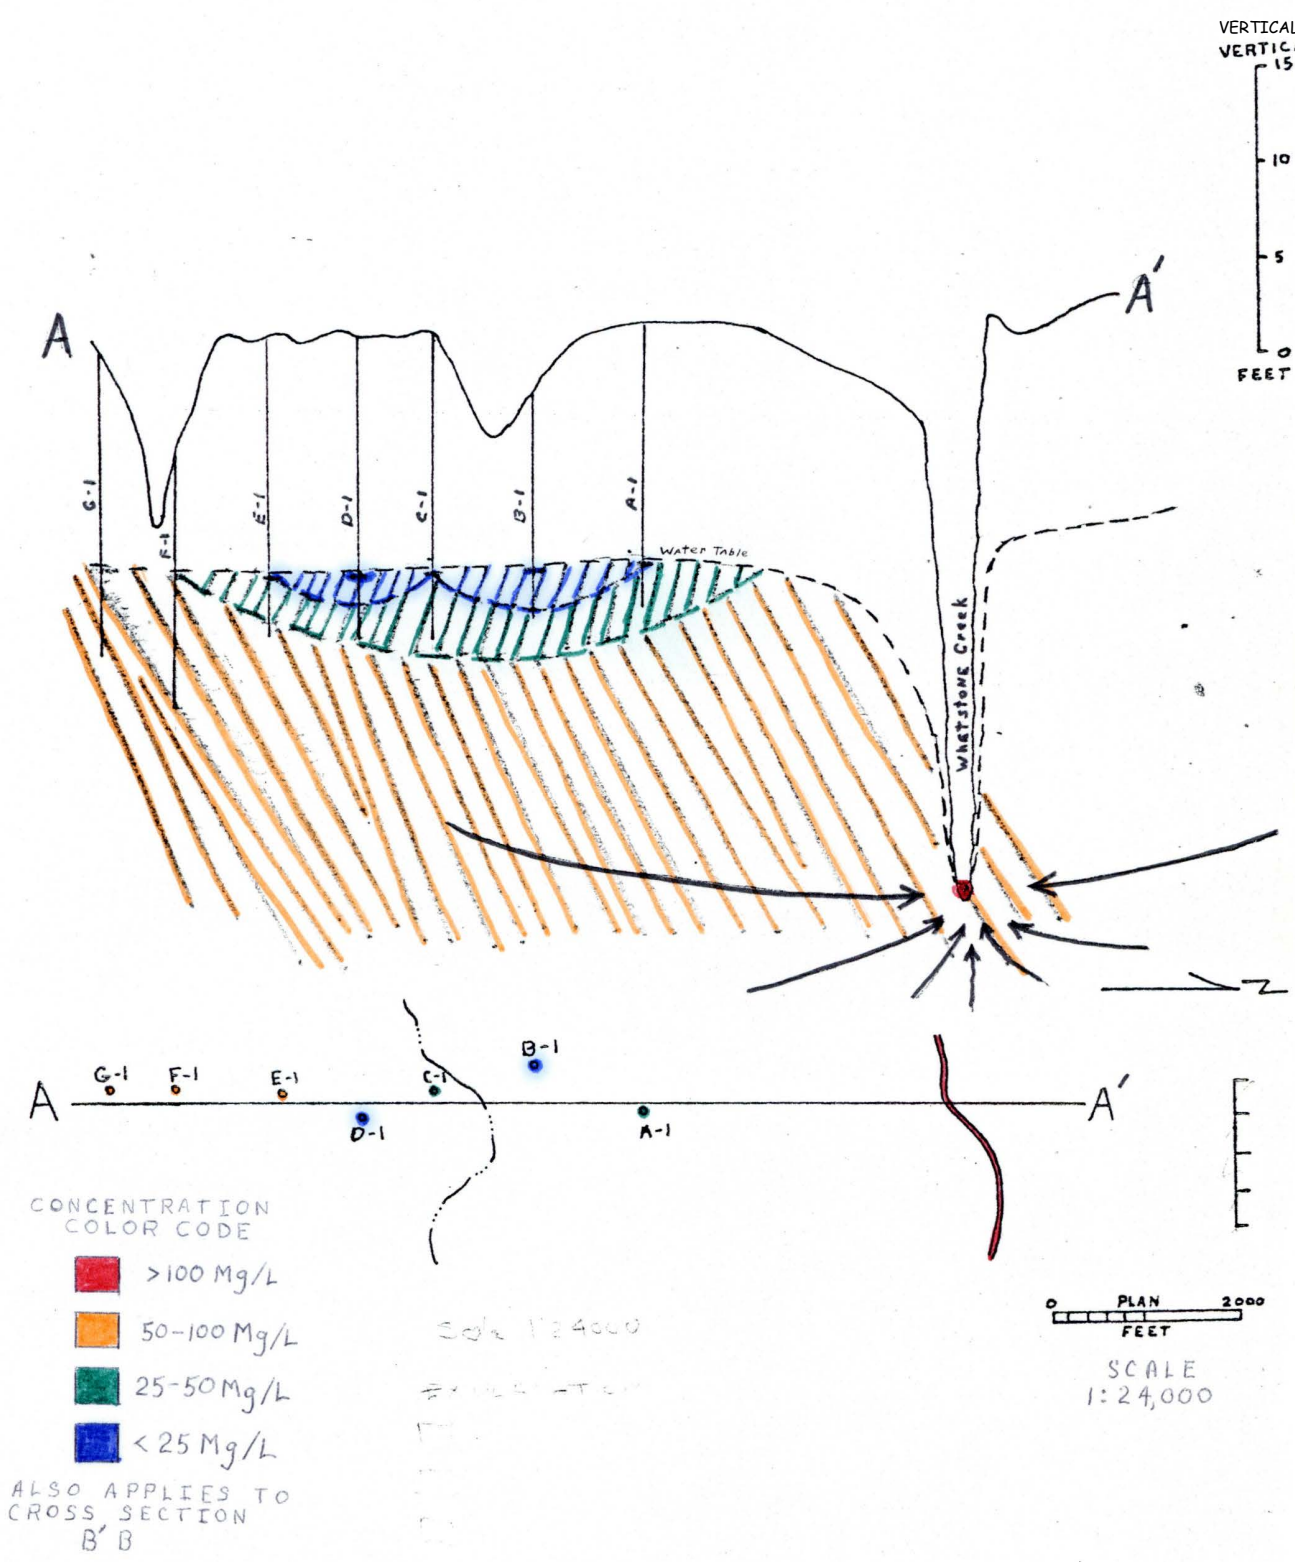 VERTICAL
15
10
5
0
FEET
A
A'
G-1
F-1
E-1
D-1
C-1
B-1
A-1
Water Table
Whetstone Creek
Z
B-1
G-1
F-1
E-1
C-1
A
A'
D-1
A-1
CONCENTRATION
COLOR CODE
>100 Mg/L
50-100 Mg/L
25-50 Mg/L
<25 Mg/L
ALSO APPLIES TO
CROSS SECTION
B' B
0 PLAN 2000
FEET
SCALE
1:24,000